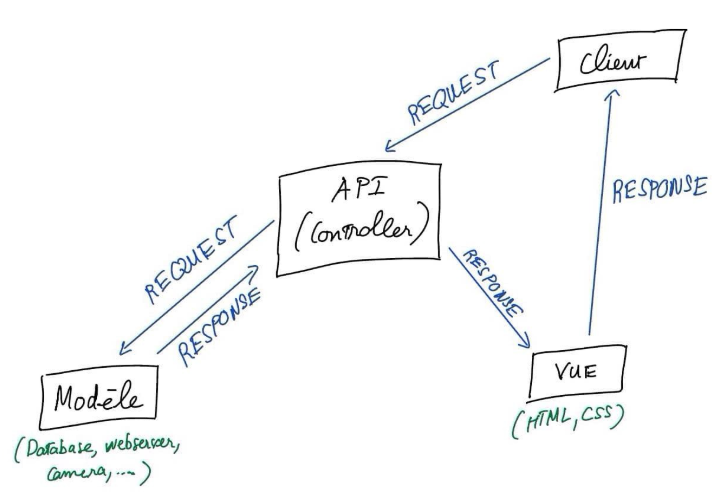 Client
REQUEST
RESPONSE
API
(Controller)
REQUEST
RESPONSE
RESPONSE
VUE
(HTML, CSS)
Modèle
(Database, webserver,
Camera, ....)